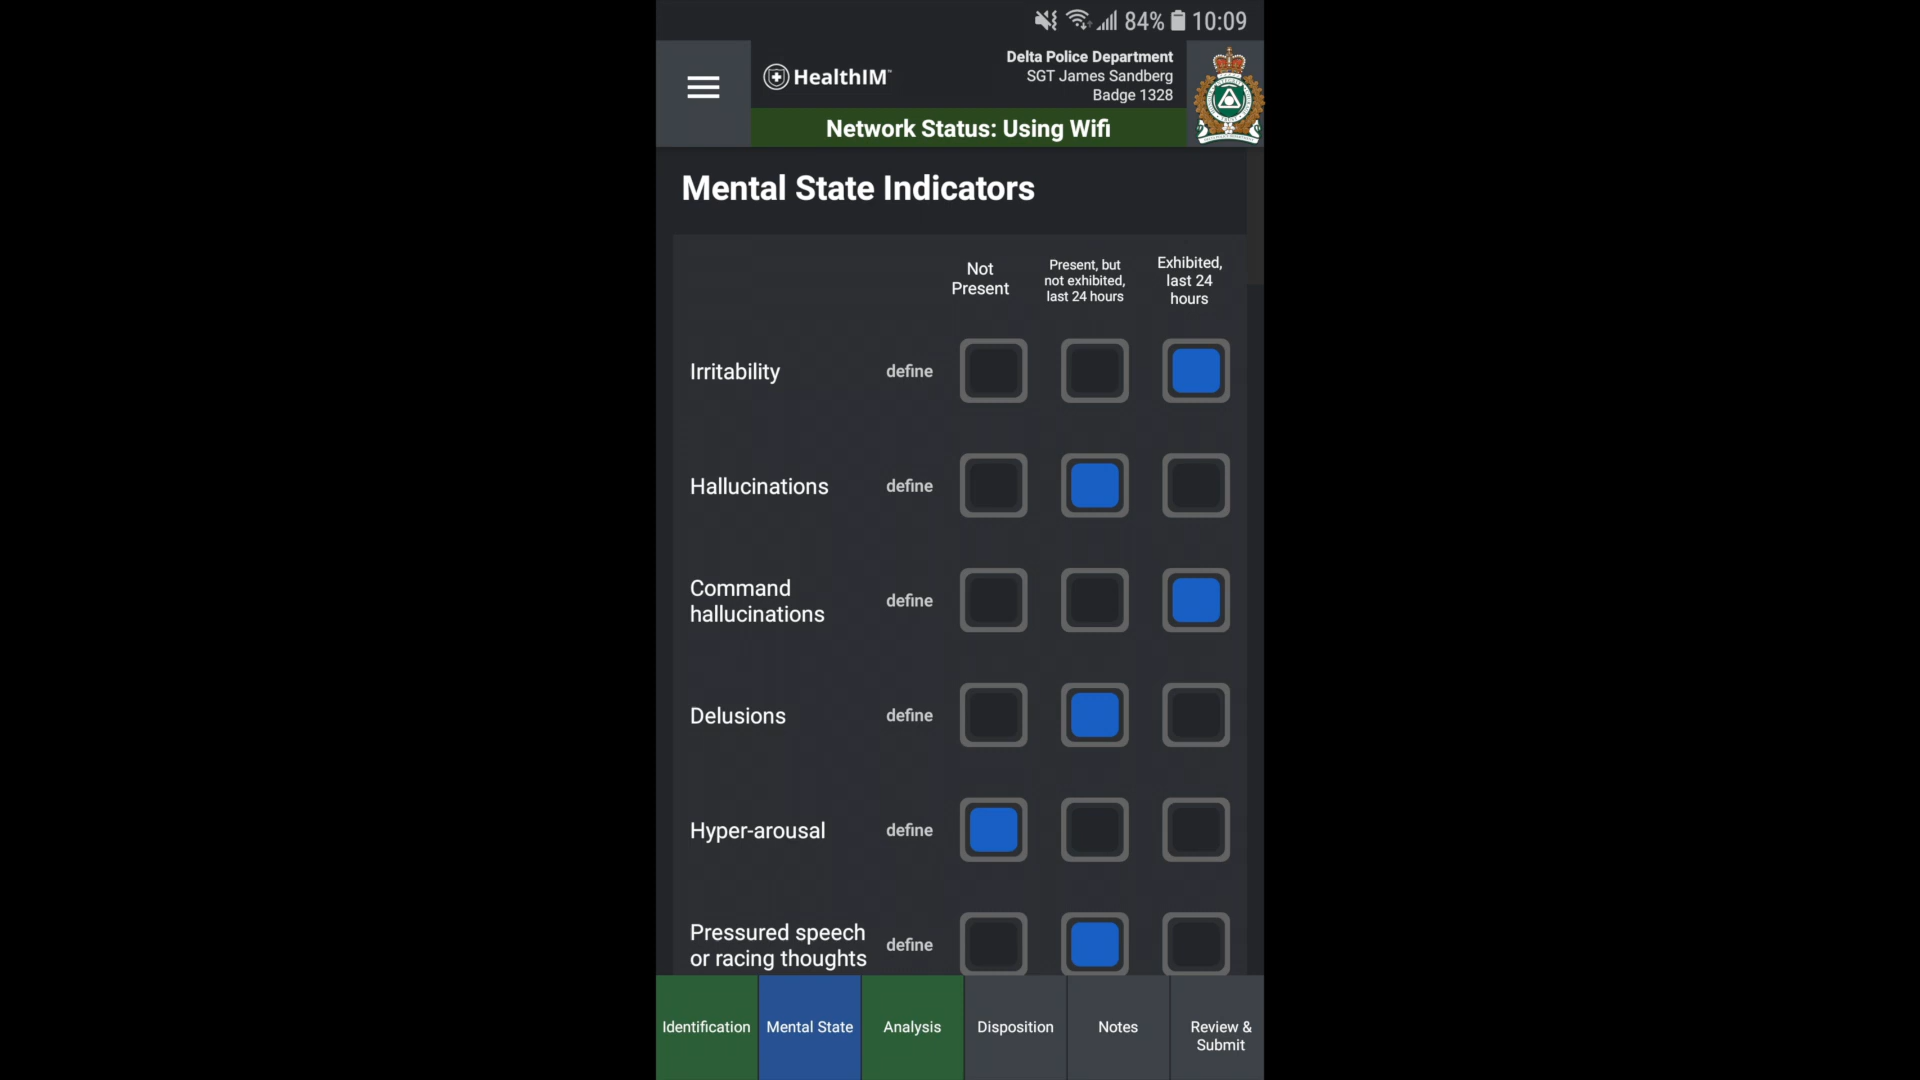 84% 10:09
HealthIM™
Delta Police Department
SGT James Sandberg
Badge 1328
Network Status: Using Wifi
Mental State Indicators
Not
Present
Present, but
not exhibited,
last 24 hours
Exhibited,
last 24
hours
Irritability define
Hallucinations define
Command
hallucinations
define
Delusions define
Hyper-arousal define
Pressured speech
or racing thoughts
define
Identification
Mental State
Analysis
Disposition
Notes
Review &
Submit